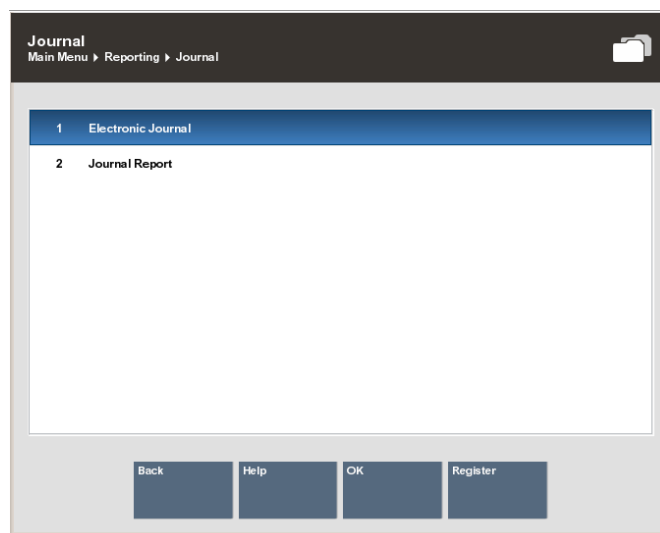 Journal
Main Menu ▸ Reporting ▸ Journal
1 Electronic Journal
2 Journal Report
Back Help OK Register